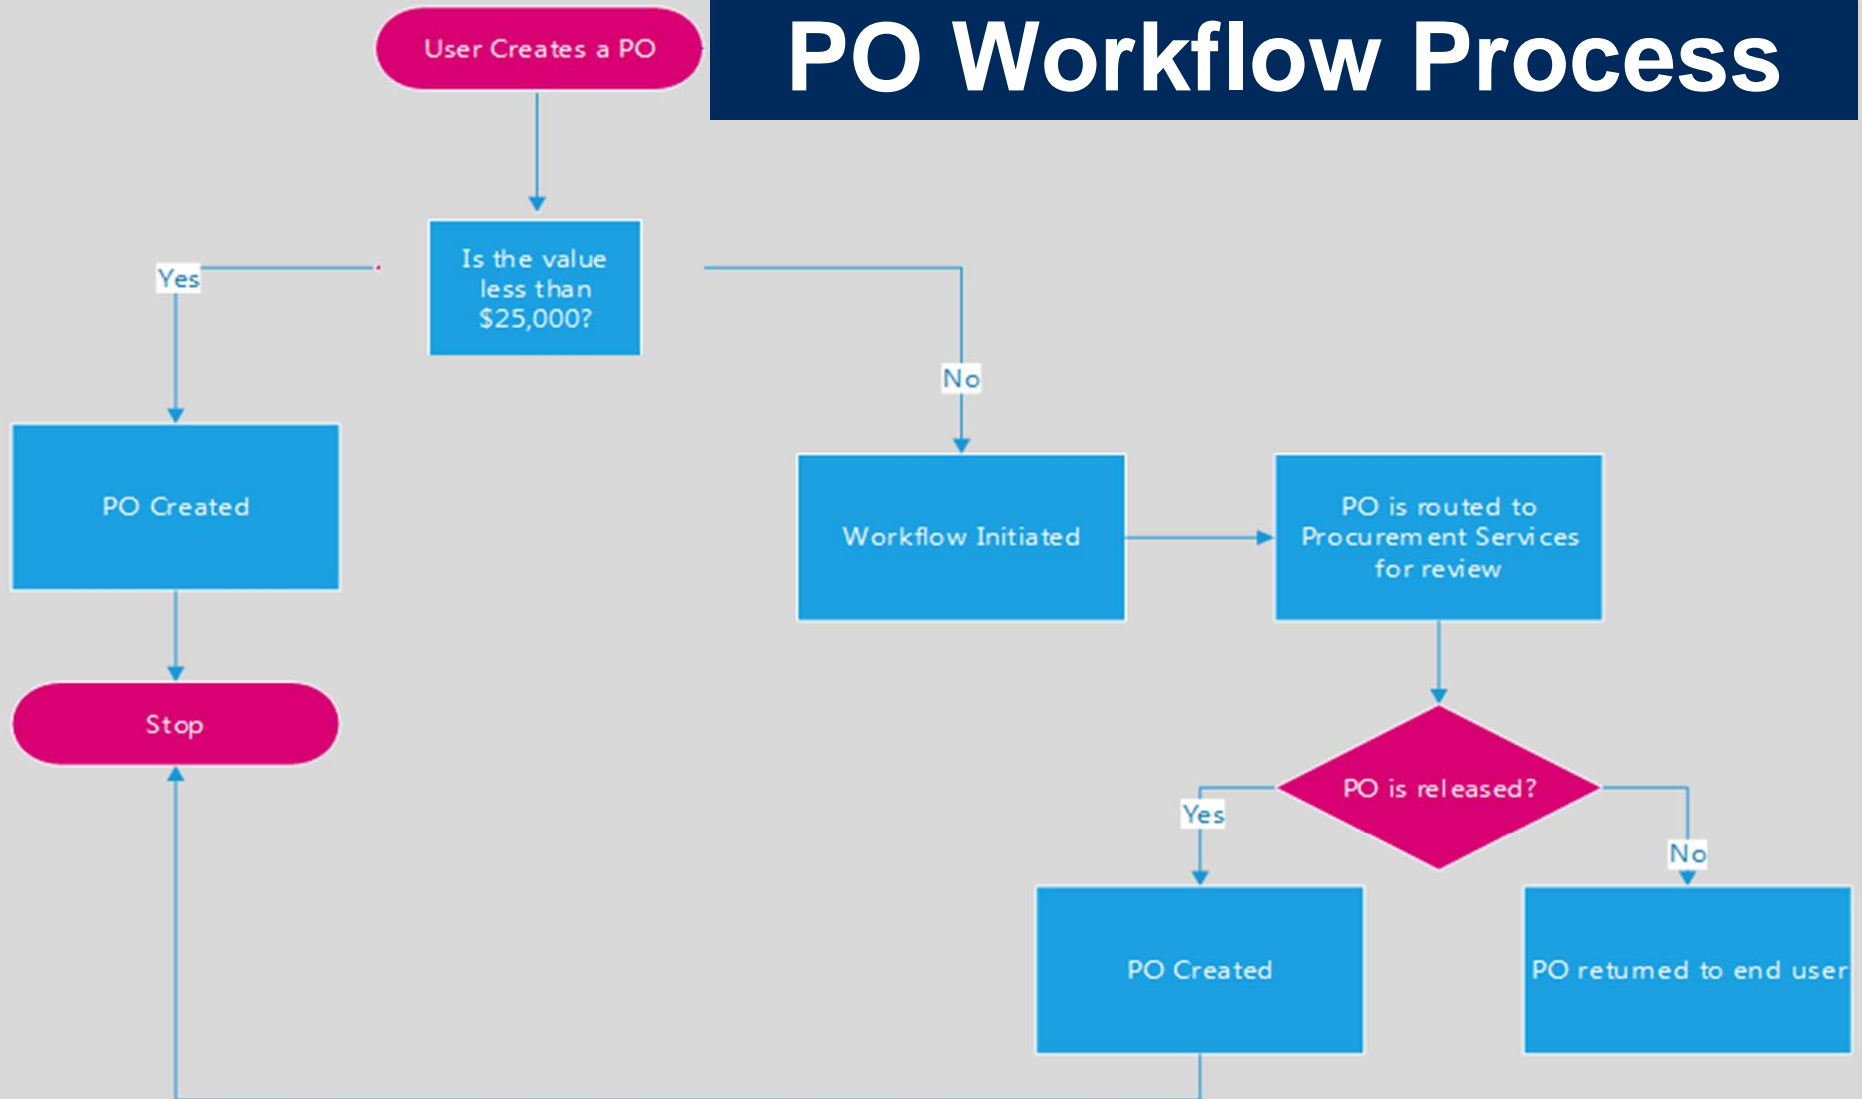 User Creates a PO
PO Workflow Process
Is the value
less than
$25,000?
Yes
No
PO Created
Workflow Initiated
PO is routed to
Procurement Services
for review
Stop
PO is released?
Yes
No
PO Created
PO returned to end user